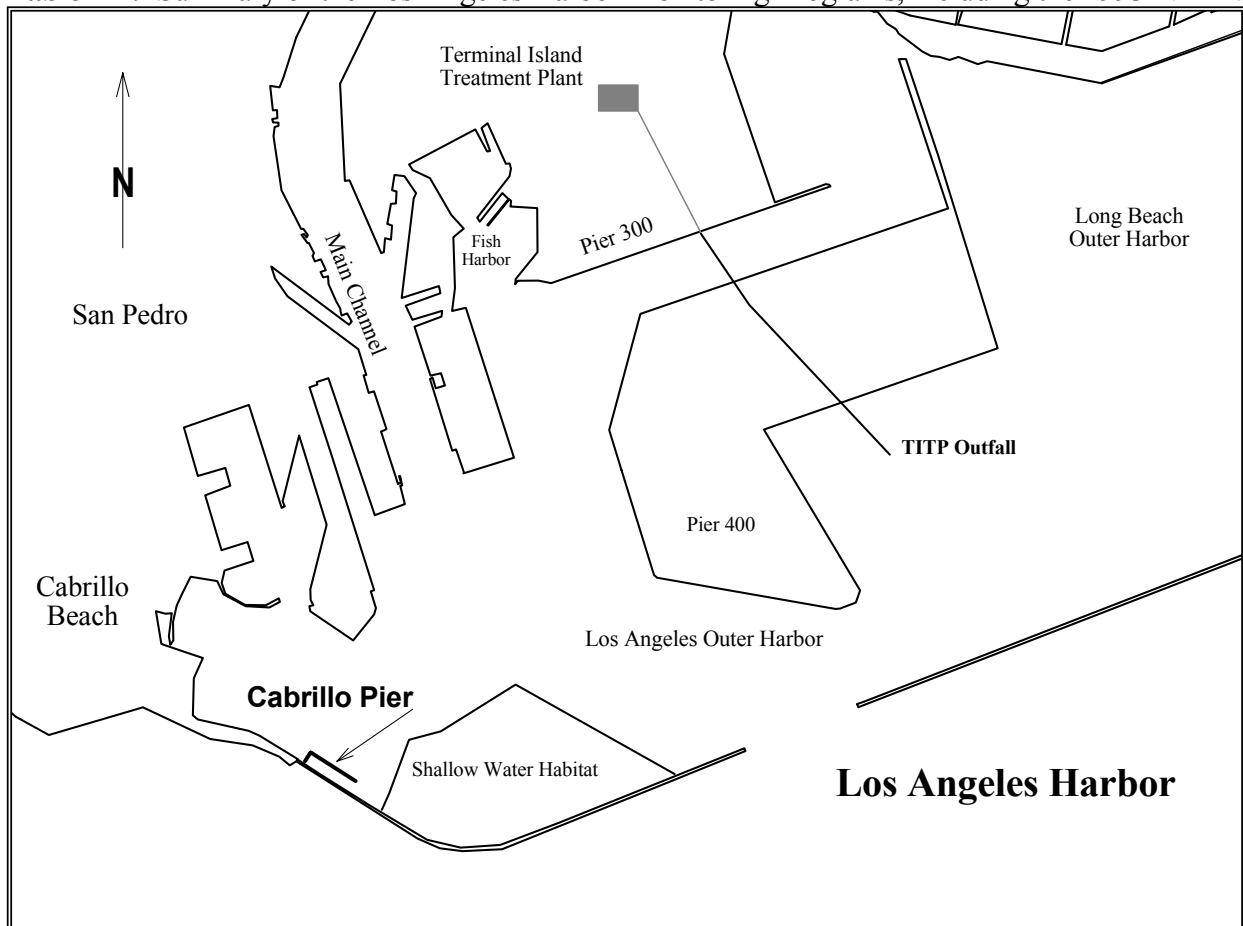 Terminal Island
Treatment Plant
N
Long Beach
Outer Harbor
Pier 300
Fish
Harbor
Main Channel
San Pedro
TITP Outfall
Pier 400
Cabrillo
Beach
Los Angeles Outer Harbor
Cabrillo Pier
Shallow Water Habitat
Los Angeles Harbor